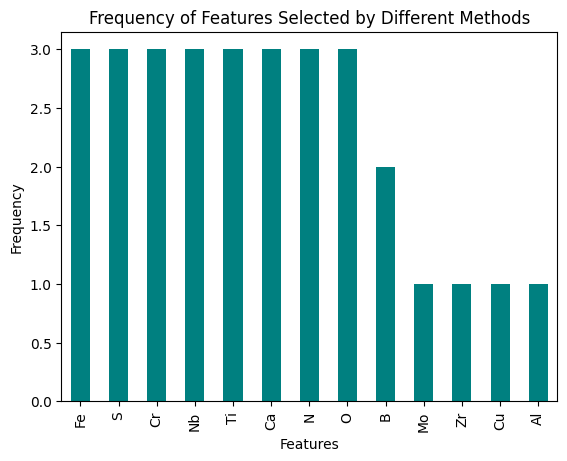 Frequency of Features Selected by Different Methods
Frequency
3.0
2.5
2.0
1.5
1.0
0.5
0.0
Fe S Cr Nb Ti Ca N O B Mo Zr Cu Al
Features